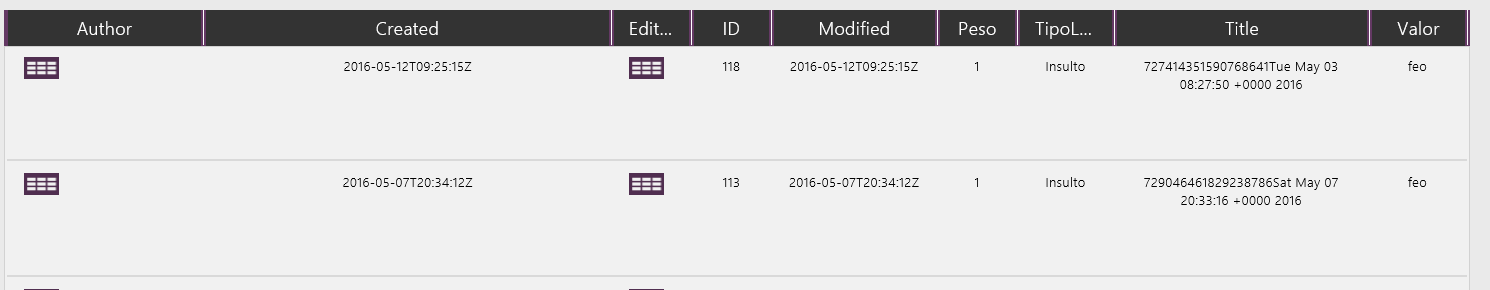 Author Created Edit... ID Modified Peso TipoL... Title Valor
2016-05-12T09:25:15Z 118 2016-05-12T09:25:15Z 1 Insulto 727414351590768641Tue May 03 feo
08:27:50 +0000 2016
2016-05-07T20:34:12Z 113 2016-05-07T20:34:12Z 1 Insulto 729046461829238786Sat May 07 feo
20:33:16 +0000 2016